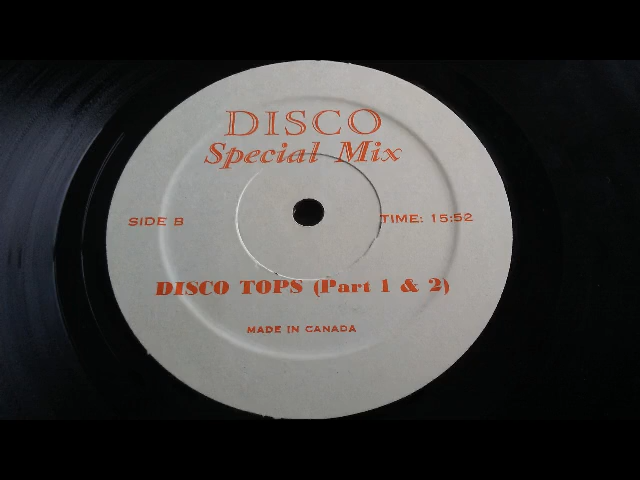 DISCO
Special Mix
SIDE B
TIME: 15:52
DISCO TOPS (Part 1 & 2)
MADE IN CANADA